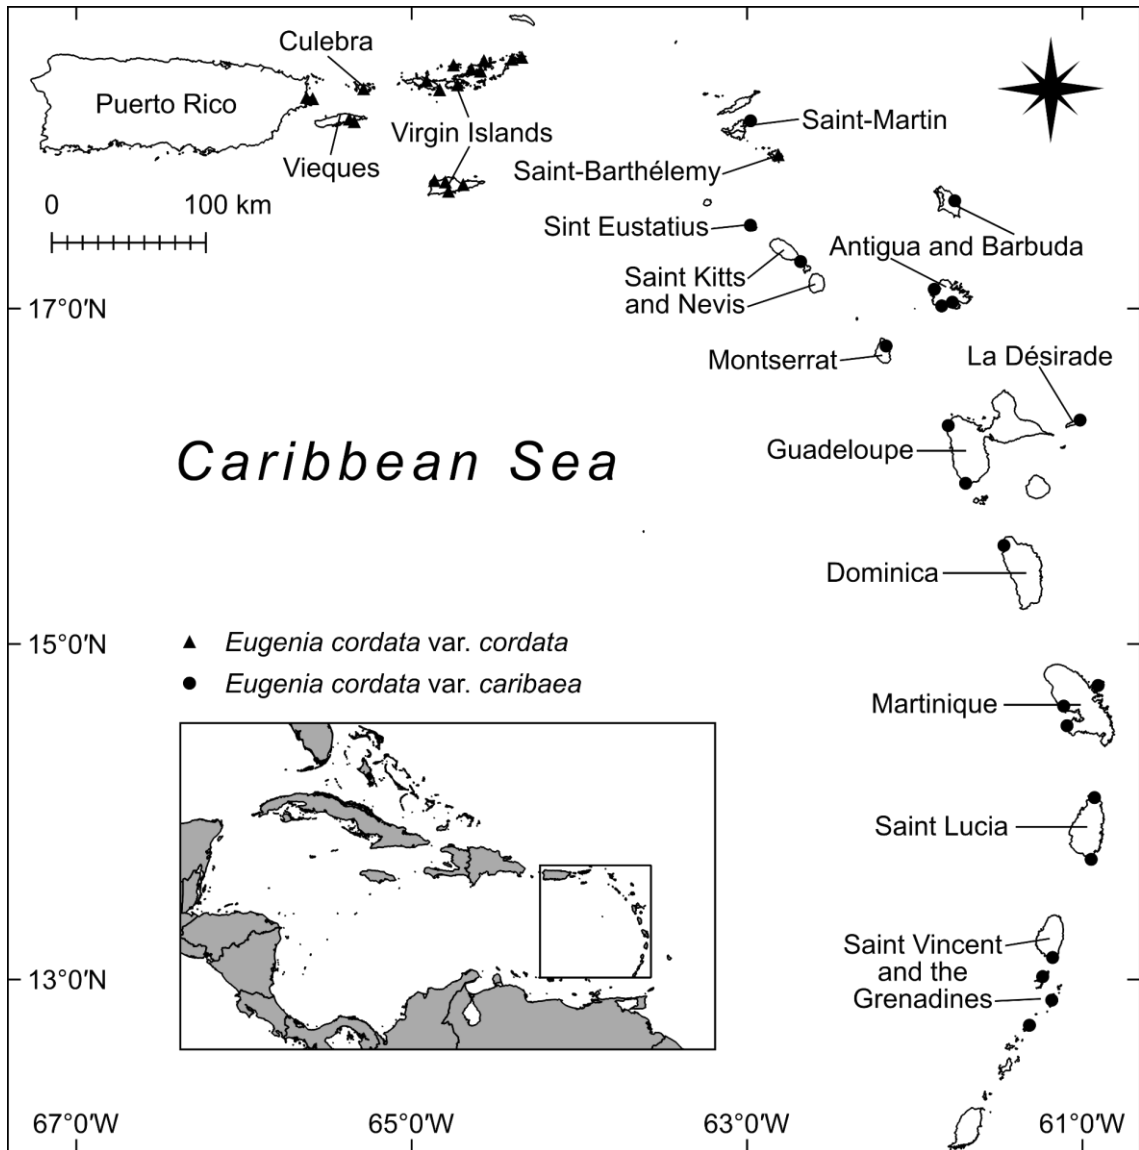 Culebra
Puerto Rico
Virgin Islands
Vieques
Saint-Martin
Saint-Barthélemy
0 100 km
Sint Eustatius
Antigua and Barbuda
Saint Kitts
and Nevis
17°0′N
Montserrat
La Désirade
Caribbean Sea
Guadeloupe
Dominica
15°0′N
Eugenia cordata var. cordata
Eugenia cordata var. caribaea
Martinique
Saint Lucia
Saint Vincent
and the
Grenadines
13°0′N
67°0′W 65°0′W 63°0′W 61°0′W